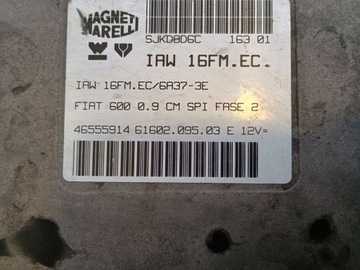 MAGNETI
MARELLI
SJKD8D6C 163 01
IAW 16FM.EC.
IAW 16FM.EC/6A37-3E
FIAT 600 0.9 CM SPI FASE 2
46555914 61602.095.03 E 12V=